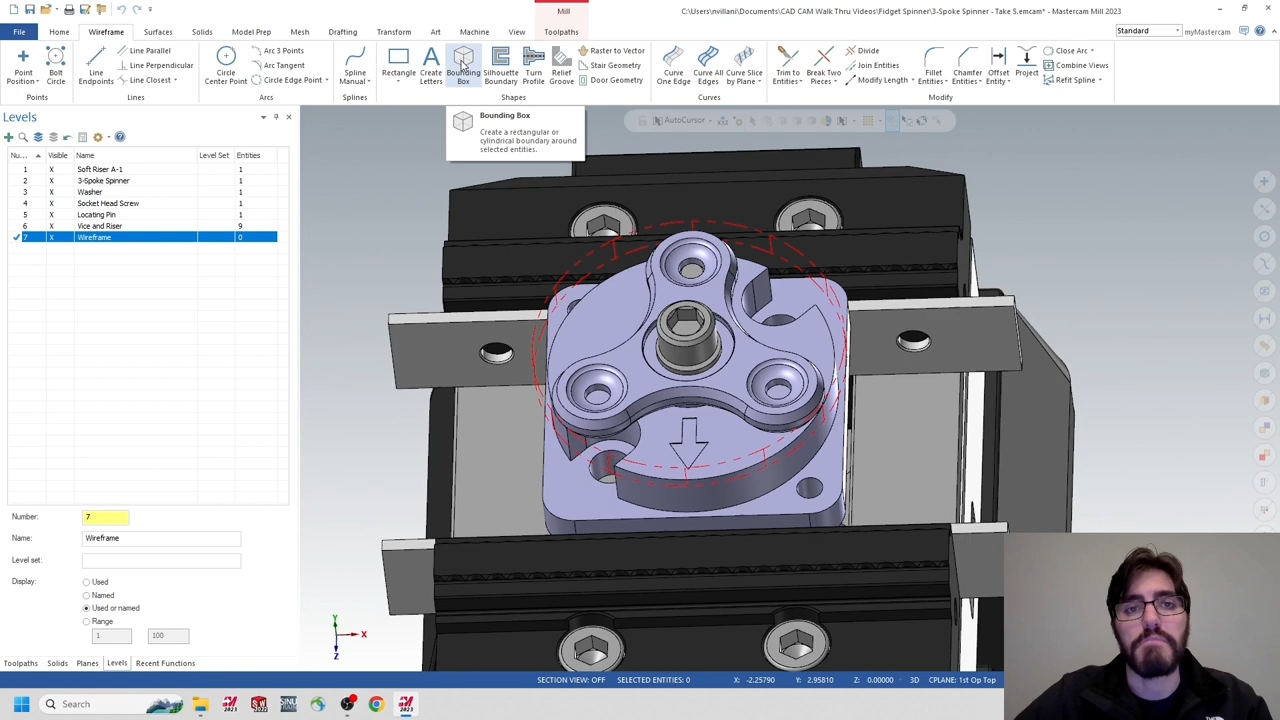 Mill
C:\Users\nvillani\Documents\CAD CAM Walk Thru Videos\Fidget Spinner\3-Spoke Spinner - Take 5.emcam* - Mastercam Mill 2023
File Home Wireframe Surfaces Solids Model Prep Mesh Drafting Transform Art Machine View Toolpaths
Standard myMastercam
Point Position
Bolt Circle
Points
Line Endpoints
Line Parallel
Line Perpendicular
Line Closest
Lines
Circle Center Point
Arc 3 Points
Arc Tangent
Circle Edge Point
Arcs
Spline Manual
Splines
Rectangle
Create Letters
Bounding Box
Silhouette Boundary
Turn Profile
Relief Groove
Raster to Vector
Stair Geometry
Door Geometry
Shapes
Curve One Edge
Curve All Edges
Curve Slice by Plane
Curves
Trim to Entities
Break Two Pieces
Divide
Join Entities
Modify Length
Fillet Entities
Chamfer Entities
Offset Entity
Project
Close Arc
Combine Views
Refit Spline
Modify
Bounding Box
Create a rectangular or
cylindrical boundary around
selected entities.
AutoCursor
Levels
Nu... Visible Name Level Set Entities
1 X Soft Riser A-1 1
2 X 3-Spoke Spinner 1
3 X Washer 1
4 X Socket Head Screw 1
5 X Locating Pin 1
6 X Vice and Riser 9
7 X Wireframe 0
Number: 7
Name: Wireframe
Level set:
Display: Used
Named
Used or named
Range
1 100
Toolpaths Solids Planes Levels Recent Functions
Y
X
Z
SECTION VIEW: OFF SELECTED ENTITIES: 0 X: -2.25790 Y: 2.95810 Z: 0.00000 3D CPLANE: 1st Op Top
Search